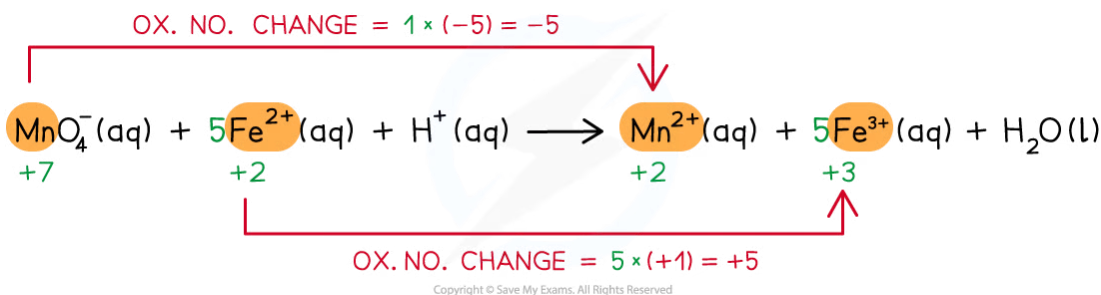 OX. NO. CHANGE = 1 × (−5) = −5
MnO₄⁻(aq) + 5Fe²⁺(aq) + H⁺(aq) ⟶ Mn²⁺(aq) + 5Fe³⁺(aq) + H₂O(l)
+7 +2 +2 +3
OX. NO. CHANGE = 5 × (+1) = +5
Copyright © Save My Exams. All Rights Reserved